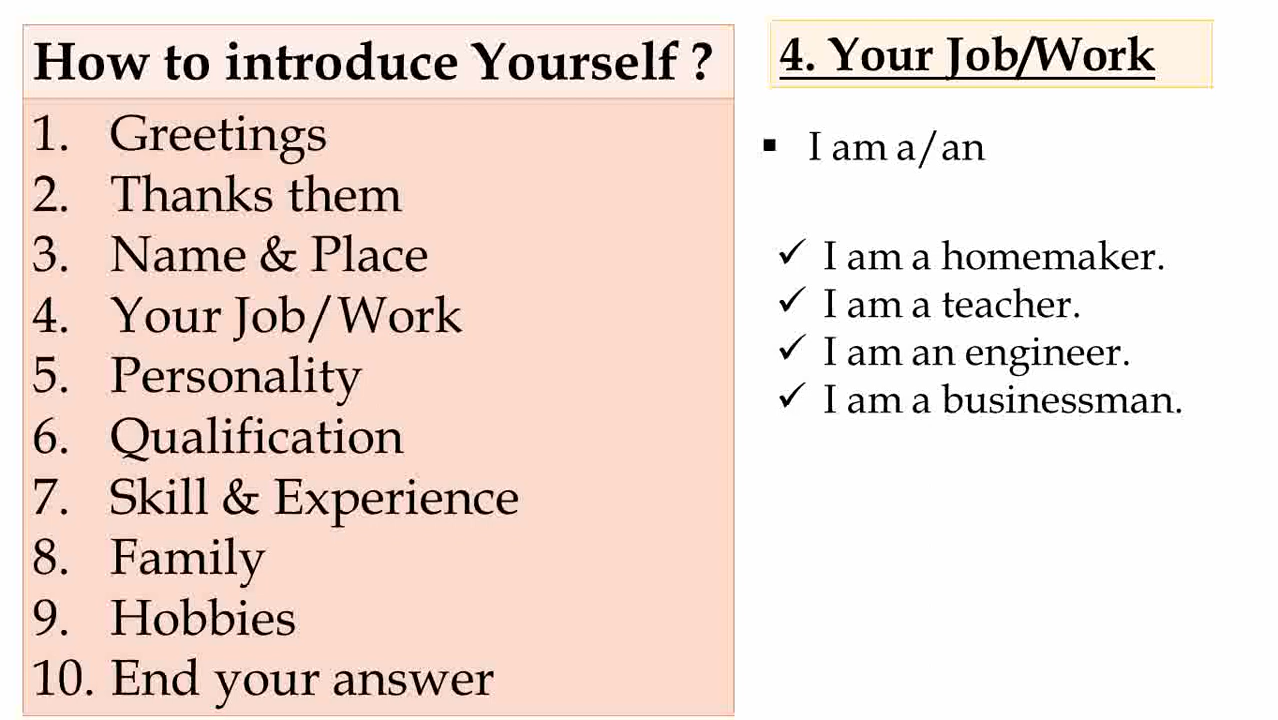 How to introduce Yourself ?
1. Greetings
2. Thanks them
3. Name & Place
4. Your Job/Work
5. Personality
6. Qualification
7. Skill & Experience
8. Family
9. Hobbies
10. End your answer
4. Your Job/Work
▪ I am a/an
✓ I am a homemaker.
✓ I am a teacher.
✓ I am an engineer.
✓ I am a businessman.